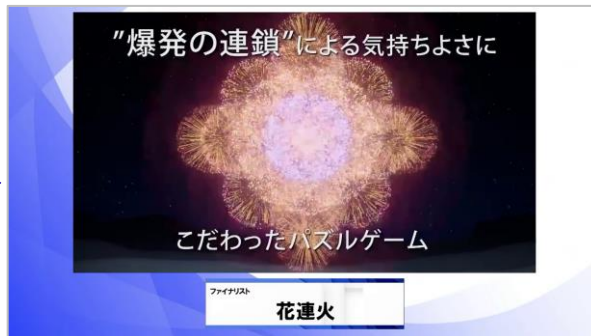 ”爆発の連鎖”による気持ちよさに
こだわったパズルゲーム
ファイナリスト
花連火